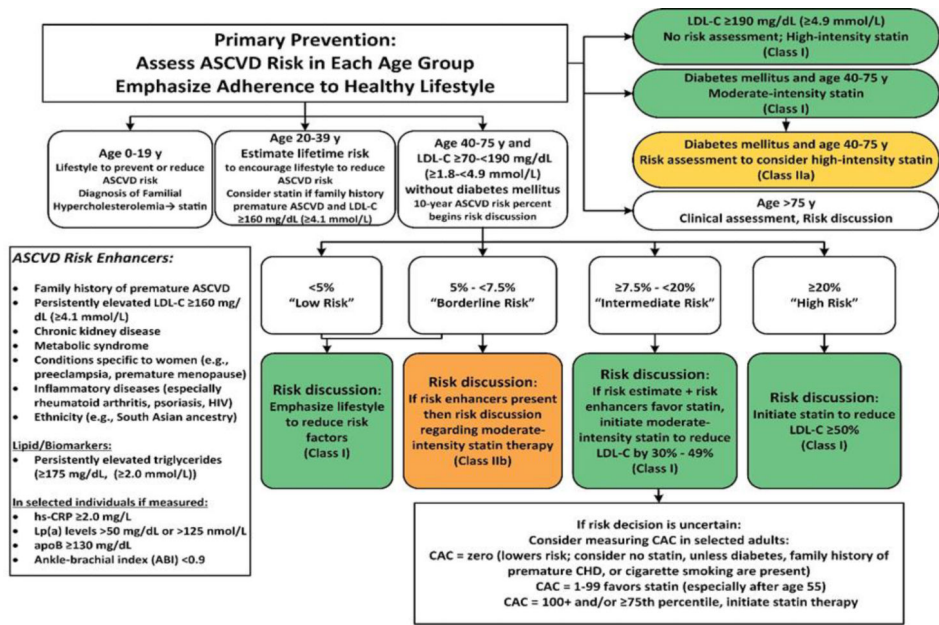 Primary Prevention:
Assess ASCVD Risk in Each Age Group
Emphasize Adherence to Healthy Lifestyle
LDL-C ≥190 mg/dL (≥4.9 mmol/L)
No risk assessment; High-intensity statin
(Class I)
Diabetes mellitus and age 40-75 y
Moderate-intensity statin
(Class I)
Diabetes mellitus and age 40-75 y
Risk assessment to consider high-intensity statin
(Class IIa)
Age >75 y
Clinical assessment, Risk discussion
Age 0-19 y
Lifestyle to prevent or reduce
ASCVD risk
Diagnosis of Familial
Hypercholesterolemia→ statin
Age 20-39 y
Estimate lifetime risk
to encourage lifestyle to reduce
ASCVD risk
Consider statin if family history
premature ASCVD and LDL-C
≥160 mg/dL (≥4.1 mmol/L)
Age 40-75 y and
LDL-C ≥70-<190 mg/dL
(≥1.8-<4.9 mmol/L)
without diabetes mellitus
10-year ASCVD risk percent
begins risk discussion
ASCVD Risk Enhancers:
• Family history of premature ASCVD
• Persistently elevated LDL-C ≥160 mg/
dL (≥4.1 mmol/L)
• Chronic kidney disease
• Metabolic syndrome
• Conditions specific to women (e.g.,
preeclampsia, premature menopause)
• Inflammatory diseases (especially
rheumatoid arthritis, psoriasis, HIV)
• Ethnicity (e.g., South Asian ancestry)
Lipid/Biomarkers:
• Persistently elevated triglycerides
(≥175 mg/dL, (≥2.0 mmol/L))
In selected individuals if measured:
• hs-CRP ≥2.0 mg/L
• Lp(a) levels >50 mg/dL or >125 nmol/L
• apoB ≥130 mg/dL
• Ankle-brachial index (ABI) <0.9
<5%
"Low Risk"
5% - <7.5%
"Borderline Risk"
≥7.5% - <20%
"Intermediate Risk"
≥20%
"High Risk"
Risk discussion:
Emphasize lifestyle
to reduce risk
factors
(Class I)
Risk discussion:
If risk enhancers present
then risk discussion
regarding moderate-
intensity statin therapy
(Class IIb)
Risk discussion:
If risk estimate + risk
enhancers favor statin,
initiate moderate-
intensity statin to reduce
LDL-C by 30% - 49%
(Class I)
Risk discussion:
Initiate statin to reduce
LDL-C ≥50%
(Class I)
If risk decision is uncertain:
Consider measuring CAC in selected adults:
CAC = zero (lowers risk; consider no statin, unless diabetes, family history of
premature CHD, or cigarette smoking are present)
CAC = 1-99 favors statin (especially after age 55)
CAC = 100+ and/or ≥75th percentile, initiate statin therapy